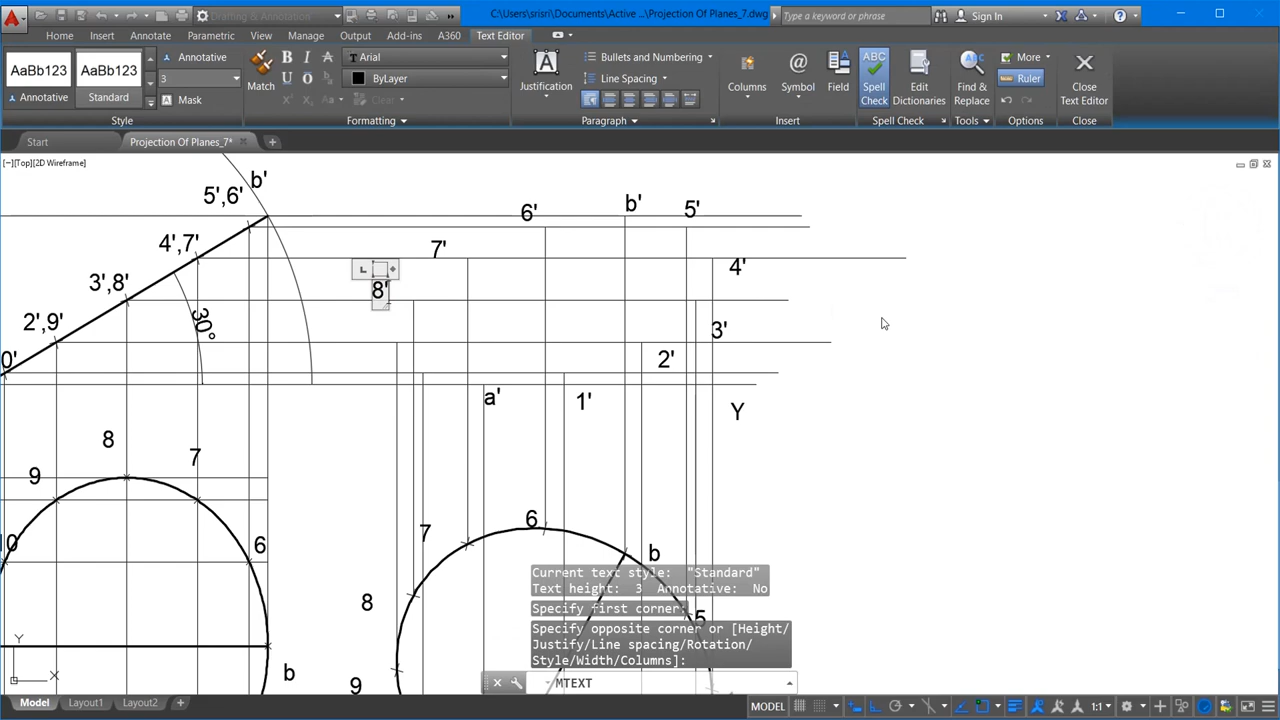 Drafting & Annotation
C:\Users\srisri\Documents\Active ...\Projection Of Planes_7.dwg
Type a keyword or phrase
Sign In
Home Insert Annotate Parametric View Manage Output Add-ins A360 Text Editor
AaBb123 AaBb123
Annotative Standard
Annotative
3
Mask
Style
Match
B I A
U O
Arial
ByLayer
Aa Clear
Formatting
Justification
Bullets and Numbering
Line Spacing
Paragraph
Columns
Symbol
Field
Insert
ABC
Spell Check
Edit Dictionaries
Spell Check
Find & Replace
Tools
More
Ruler
Options
Close Text Editor
Close
Start
Projection Of Planes_7*
[−][Top][2D Wireframe]
5',6' b' 6' b' 5'
4',7' 7' 4'
3',8' 8'
2',9' 30° 3'
0' 2'
a' 1' Y
8
7
9
7 6
0 6 b
8 5
b 9
Y
X
Current text style: "Standard"
Text height: 3 Annotative: No
Specify first corner:
Specify opposite corner or [Height/
Justify/Line spacing/Rotation/
Style/Width/Columns]:
MTEXT
Model Layout1 Layout2
MODEL
1:1